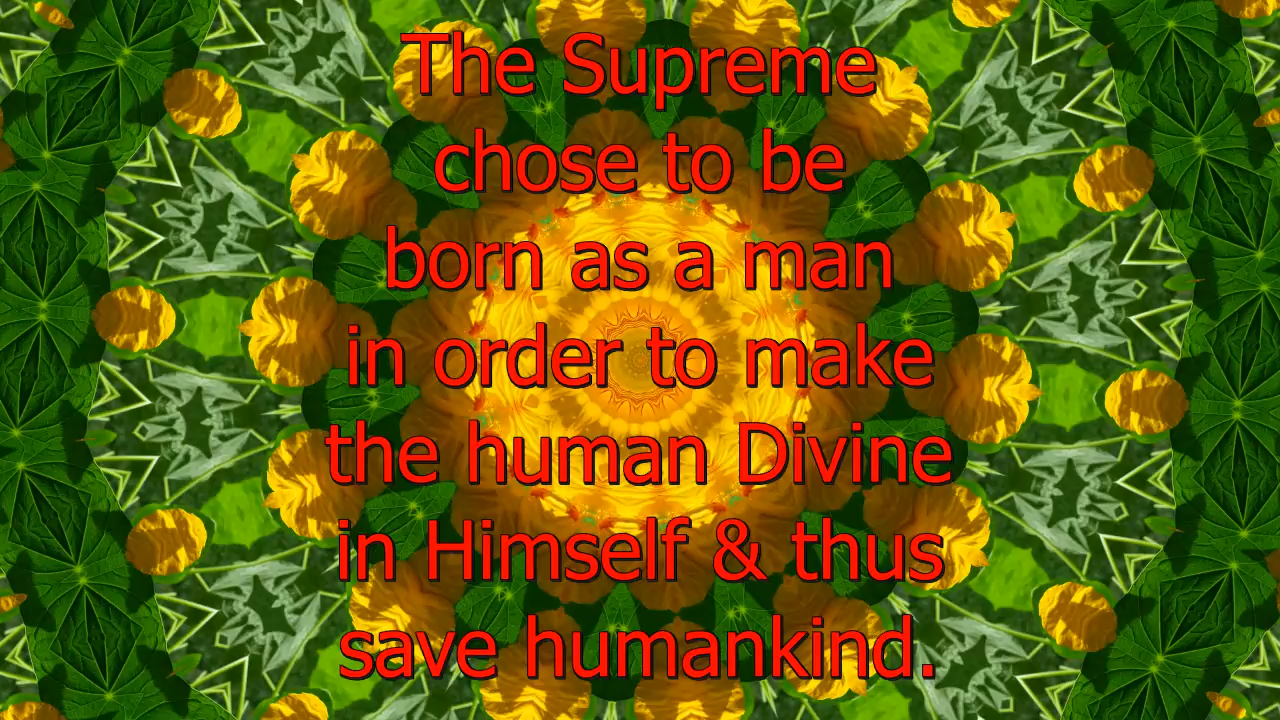 The Supreme
chose to be
born as a man
in order to make
the human Divine
in Himself & thus
save humankind.